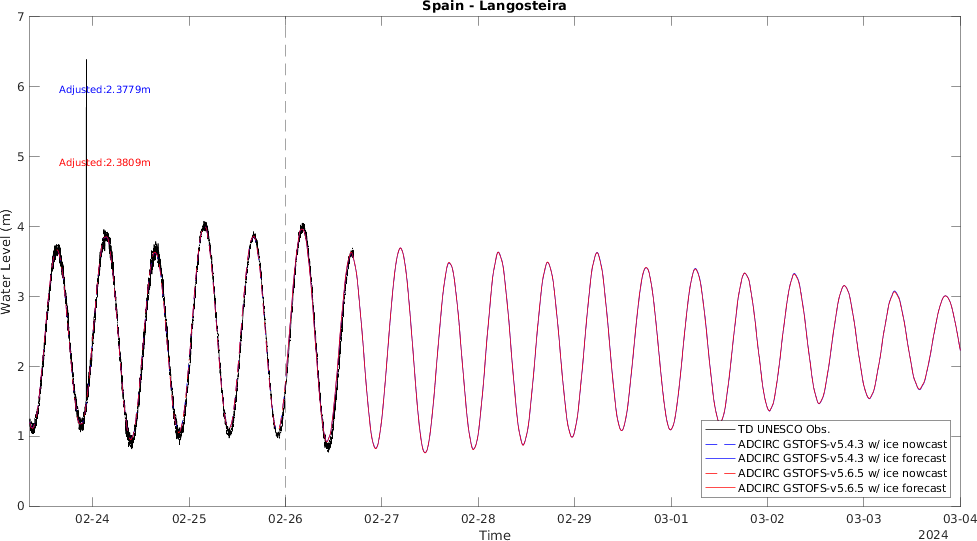 Spain - Langosteira
7
6
5
4
3
2
1
0
Water Level (m)
Adjusted:2.3779m
Adjusted:2.3809m
TD UNESCO Obs.
ADCIRC GSTOFS-v5.4.3 w/ ice nowcast
ADCIRC GSTOFS-v5.4.3 w/ ice forecast
ADCIRC GSTOFS-v5.6.5 w/ ice nowcast
ADCIRC GSTOFS-v5.6.5 w/ ice forecast
02-24 02-25 02-26 02-27 02-28 02-29 03-01 03-02 03-03 03-04
Time
2024